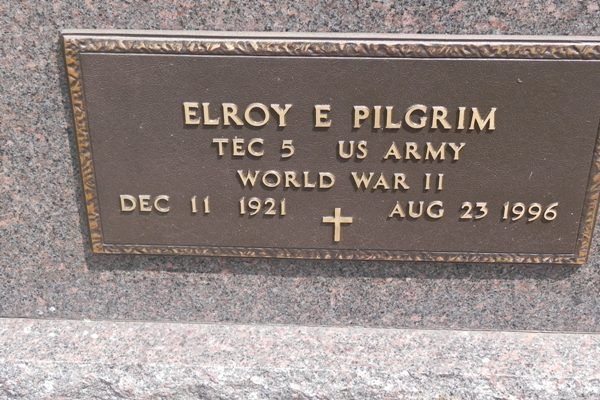 ELROY E PILGRIM
TEC 5 US ARMY
WORLD WAR II
DEC 11 1921 AUG 23 1996